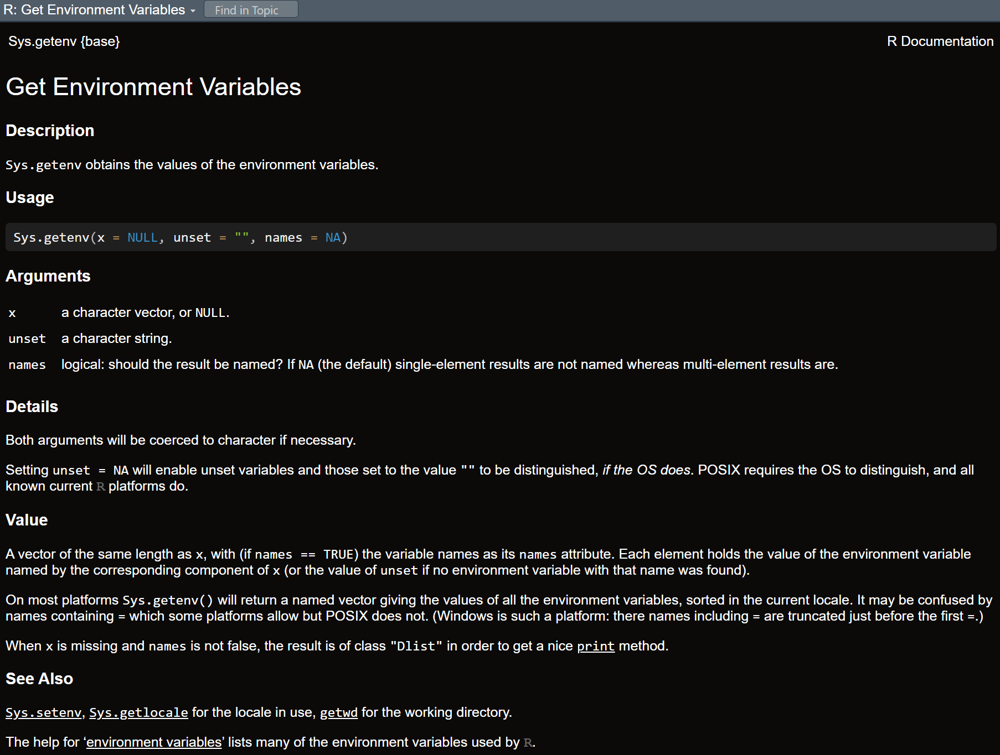 R: Get Environment Variables
Find in Topic
Sys.getenv {base}
R Documentation
Get Environment Variables
Description
Sys.getenv obtains the values of the environment variables.
Usage
Sys.getenv(x = NULL, unset = "", names = NA)
Arguments
x a character vector, or NULL.
unset a character string.
names logical: should the result be named? If NA (the default) single-element results are not named whereas multi-element results are.
Details
Both arguments will be coerced to character if necessary.
Setting unset = NA will enable unset variables and those set to the value "" to be distinguished, if the OS does. POSIX requires the OS to distinguish, and all
known current R platforms do.
Value
A vector of the same length as x, with (if names == TRUE) the variable names as its names attribute. Each element holds the value of the environment variable
named by the corresponding component of x (or the value of unset if no environment variable with that name was found).
On most platforms Sys.getenv() will return a named vector giving the values of all the environment variables, sorted in the current locale. It may be confused by
names containing = which some platforms allow but POSIX does not. (Windows is such a platform: there names including = are truncated just before the first =.)
When x is missing and names is not false, the result is of class "Dlist" in order to get a nice print method.
See Also
Sys.setenv, Sys.getlocale for the locale in use, getwd for the working directory.
The help for ‘environment variables’ lists many of the environment variables used by R.